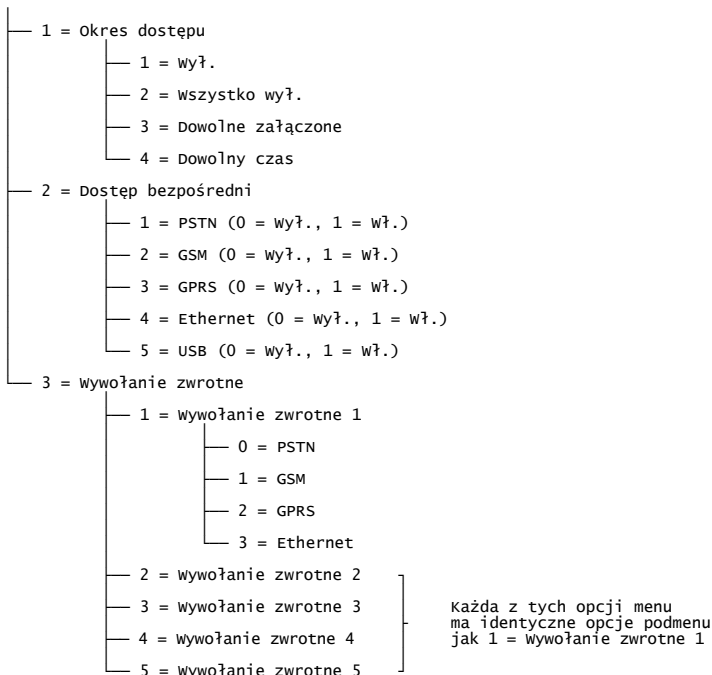 1 = Okres dostępu
1 = Wył.
2 = Wszystko wył.
3 = Dowolne załączone
4 = Dowolny czas
2 = Dostęp bezpośredni
1 = PSTN (0 = Wył., 1 = Wł.)
2 = GSM (0 = Wył., 1 = Wł.)
3 = GPRS (0 = Wył., 1 = Wł.)
4 = Ethernet (0 = Wył., 1 = Wł.)
5 = USB (0 = Wył., 1 = Wł.)
3 = Wywołanie zwrotne
1 = Wywołanie zwrotne 1
0 = PSTN
1 = GSM
2 = GPRS
3 = Ethernet
2 = Wywołanie zwrotne 2
3 = Wywołanie zwrotne 3
4 = Wywołanie zwrotne 4
5 = Wywołanie zwrotne 5
Każda z tych opcji menu
ma identyczne opcje podmenu
jak 1 = Wywołanie zwrotne 1